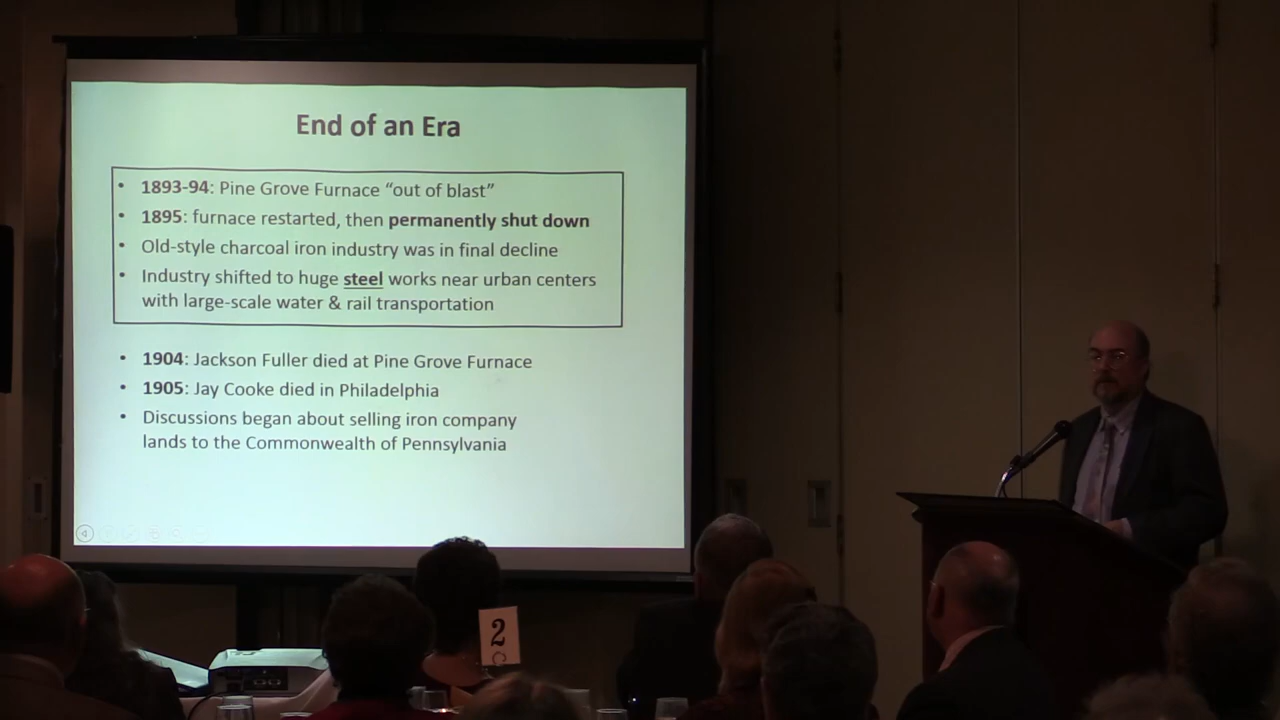 End of an Era
• 1893-94: Pine Grove Furnace “out of blast”
• 1895: furnace restarted, then permanently shut down
• Old-style charcoal iron industry was in final decline
• Industry shifted to huge steel works near urban centers
with large-scale water & rail transportation
• 1904: Jackson Fuller died at Pine Grove Furnace
• 1905: Jay Cooke died in Philadelphia
• Discussions began about selling iron company
lands to the Commonwealth of Pennsylvania
2